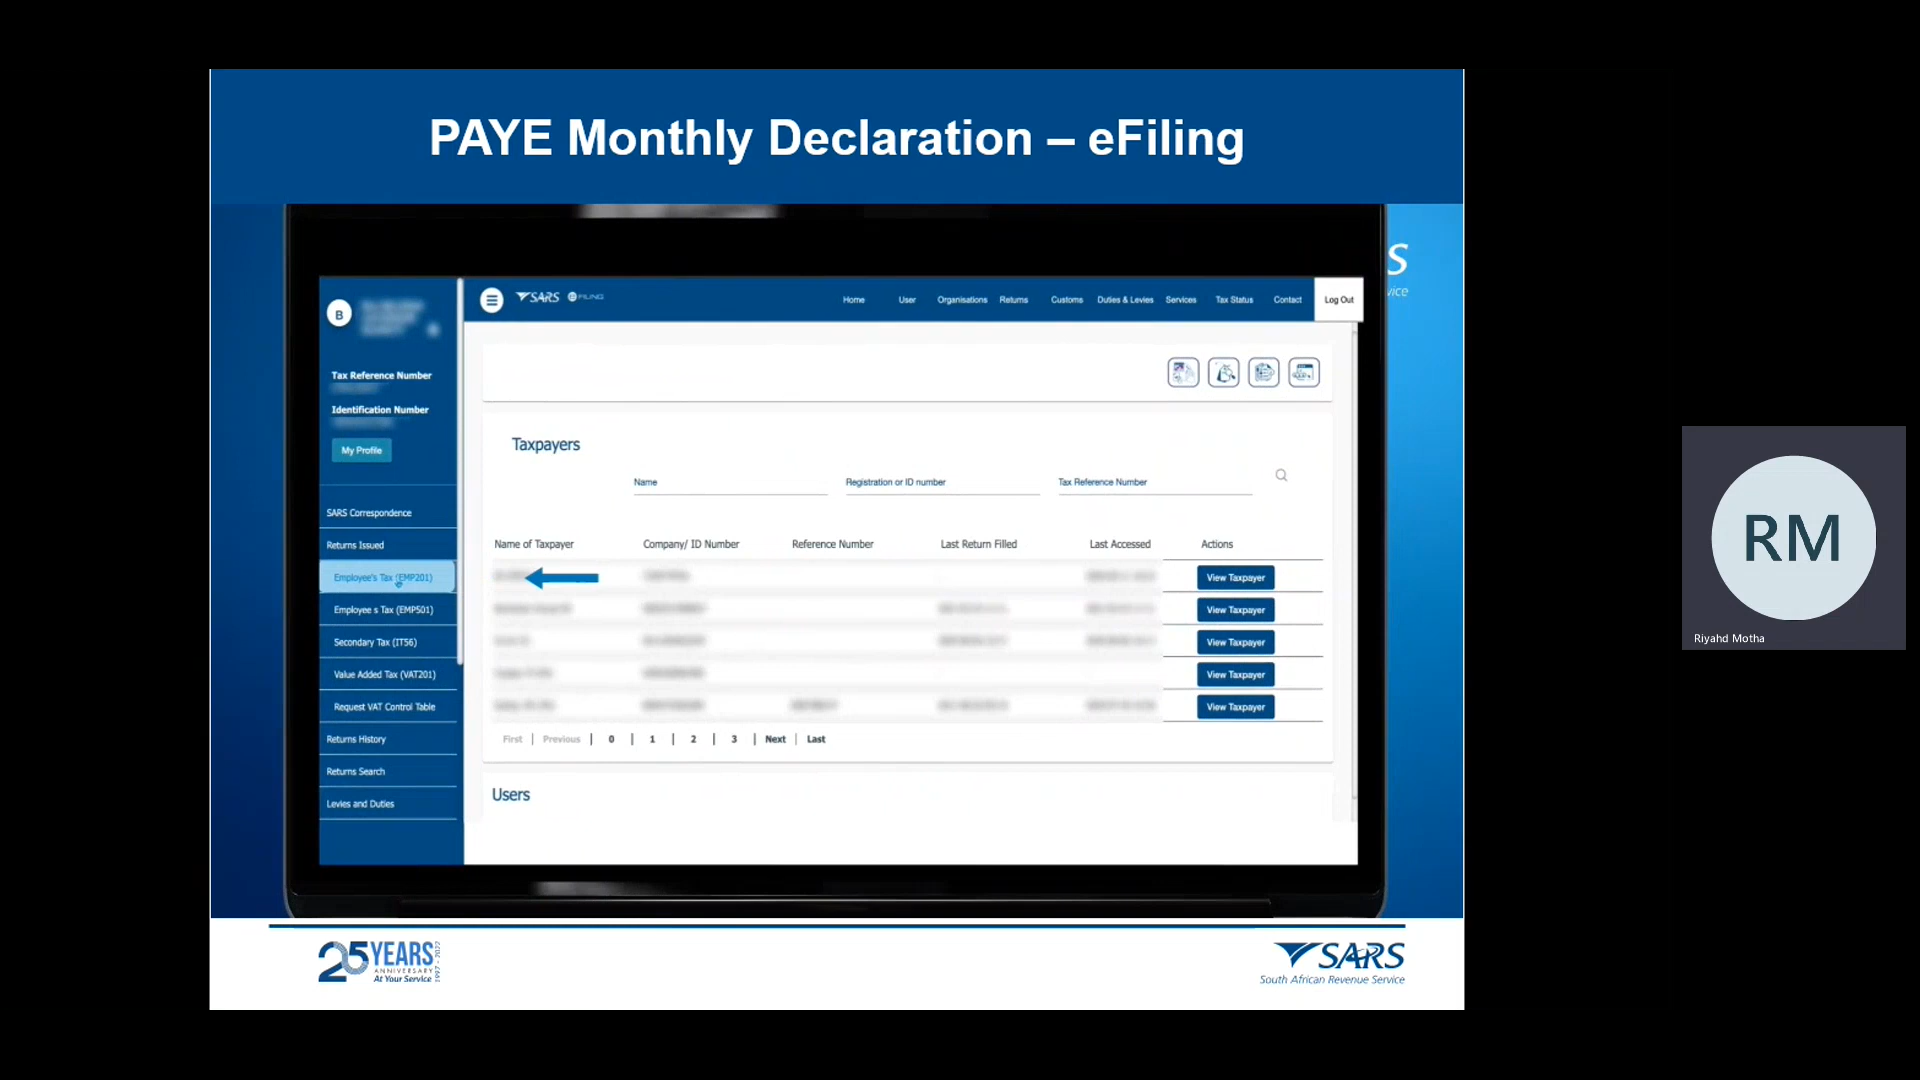 PAYE Monthly Declaration – eFiling
S
vice
B
Tax Reference Number
Identification Number
My Profile
SARS Correspondence
Returns Issued
Employee's Tax (EMP201)
Employee s Tax (EMP501)
Secondary Tax (IT56)
Value Added Tax (VAT201)
Request VAT Control Table
Returns History
Returns Search
Levies and Duties
SARS eFILING
Home User Organisations Returns Customs Duties & Levies Services Tax Status Contact Log Out
Taxpayers
Name Registration or ID number Tax Reference Number
Name of Taxpayer Company/ ID Number Reference Number Last Return Filled Last Accessed Actions
View Taxpayer
View Taxpayer
View Taxpayer
View Taxpayer
View Taxpayer
First | Previous | 0 | 1 | 2 | 3 | Next | Last
Users
25 YEARS
ANNIVERSARY
At Your Service
1997 - 2022
SARS
South African Revenue Service
RM
Riyahd Motha